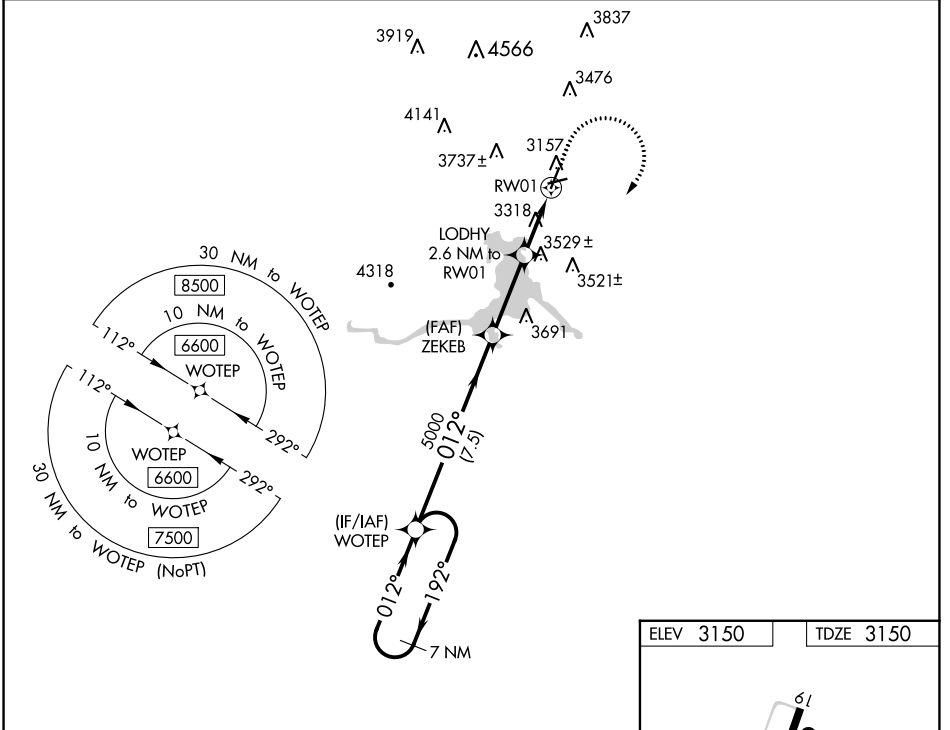 3919
4566
3837
3476
4141
3737±
3157
RW01
3318
LODHY
2.6 NM to
RW01
3529±
3521±
4318
(FAF)
ZEKEB
3691
30 NM to WOTEP
8500
10 NM to WOTEP
6600
WOTEP
112°
292°
112°
292°
WOTEP
6600
10 NM to WOTEP
7500
30 NM to WOTEP (NoPT)
5000
012°
(7.5)
(IF/IAF)
WOTEP
012°
192°
7 NM
ELEV 3150
TDZE 3150
19